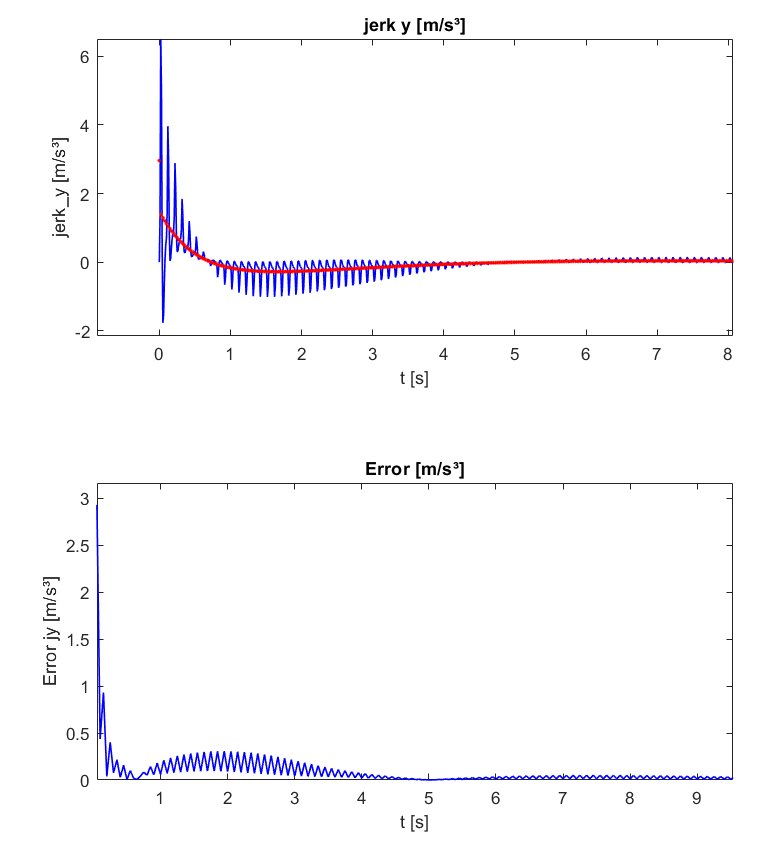 jerk y [m/s³]
6
4
2
0
-2
jerk_y [m/s³]
0 1 2 3 4 5 6 7 8
t [s]
Error [m/s³]
3
2.5
2
1.5
1
0.5
0
Error jy [m/s³]
1 2 3 4 5 6 7 8 9
t [s]